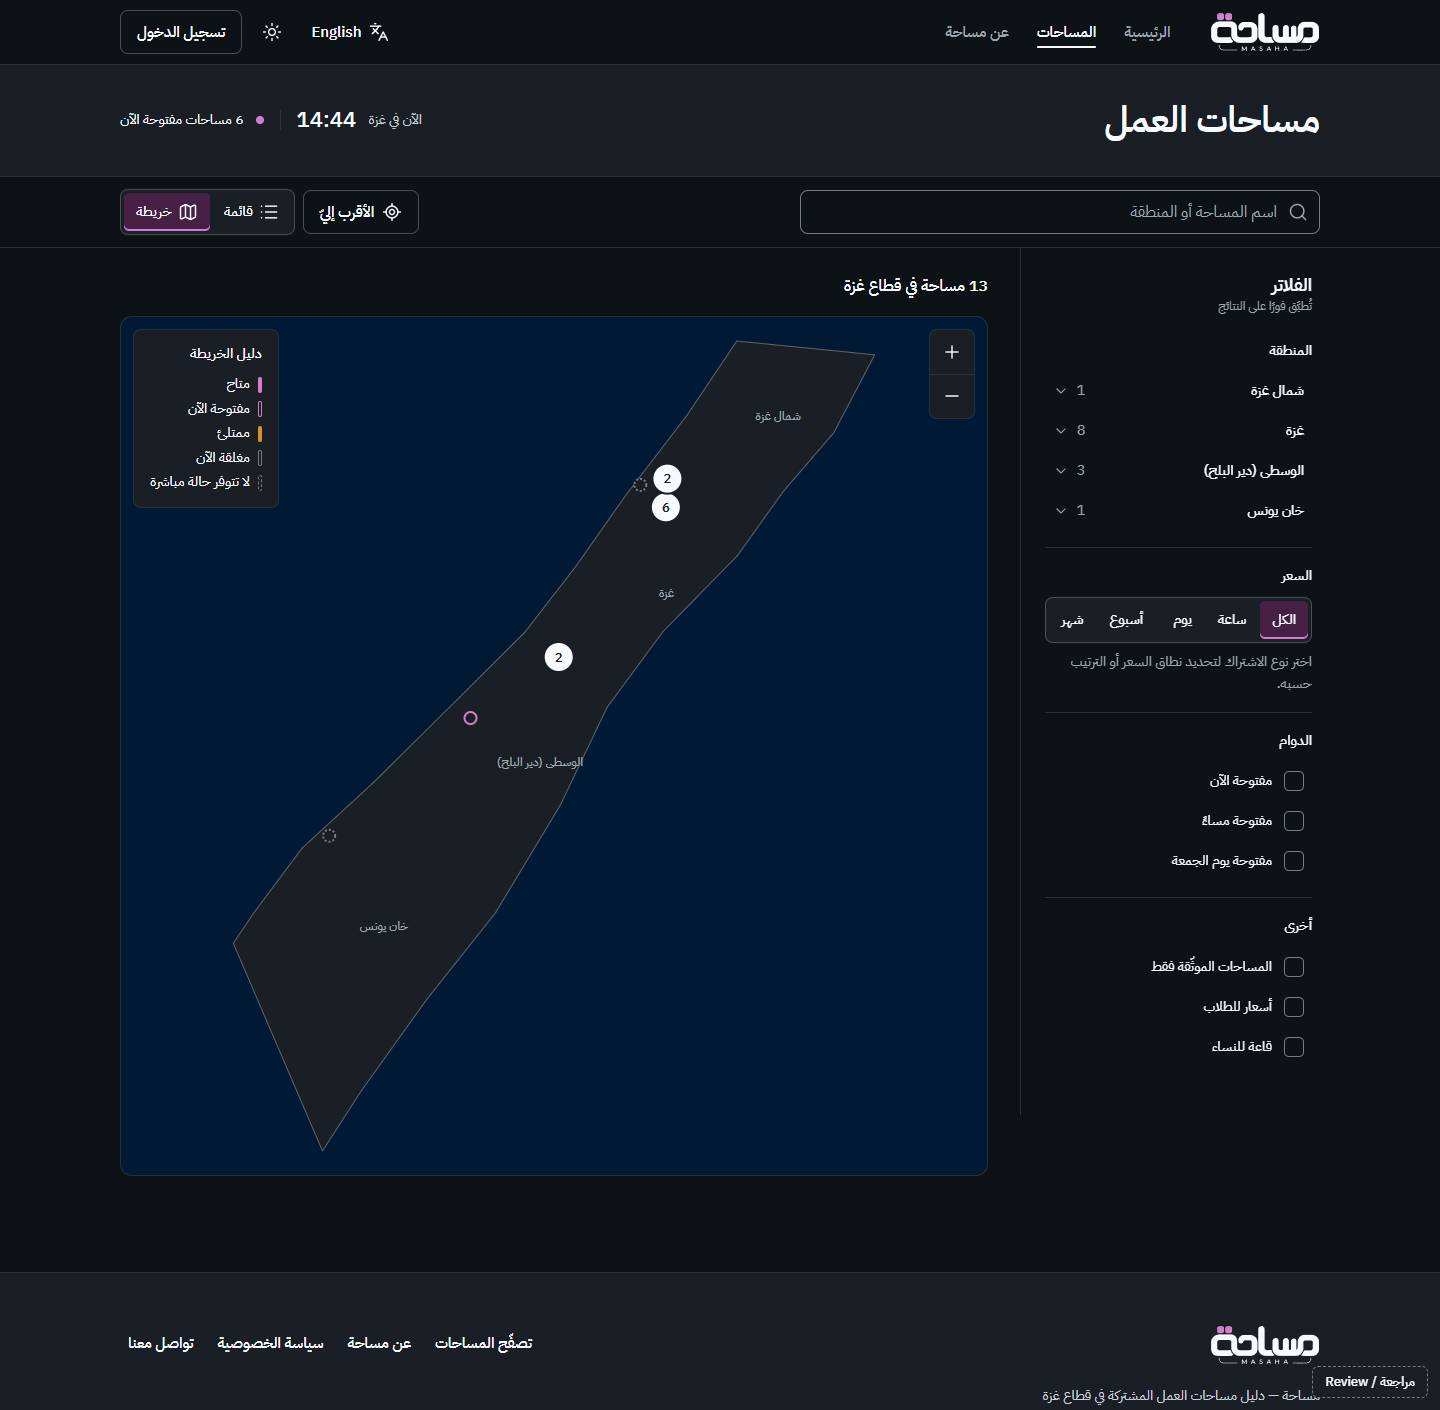 مساحة
MASAHA
الرئيسية
المساحات
عن مساحة
English
تسجيل الدخول
مساحات العمل
الآن في غزة
14:44
6 مساحات مفتوحة الآن
اسم المساحة أو المنطقة
الأقرب إليّ
قائمة
خريطة
الفلاتر
تُطبَّق فورًا على النتائج
المنطقة
شمال غزة 1
غزة 8
الوسطى (دير البلح) 3
خان يونس 1
السعر
الكل ساعة يوم أسبوع شهر
اختر نوع الاشتراك لتحديد نطاق السعر أو الترتيب
حسبه.
الدوام
مفتوحة الآن
مفتوحة مساءً
مفتوحة يوم الجمعة
أخرى
المساحات الموثّقة فقط
أسعار للطلاب
قاعة للنساء
13 مساحة في قطاع غزة
+
−
دليل الخريطة
متاح
مفتوحة الآن
ممتلئ
مغلقة الآن
لا تتوفر حالة مباشرة
شمال غزة
2
6
غزة
2
الوسطى (دير البلح)
خان يونس
مساحة
MASAHA
مساحة — دليل مساحات العمل المشتركة في قطاع غزة
تصفّح المساحات
عن مساحة
سياسة الخصوصية
تواصل معنا
مراجعة / Review